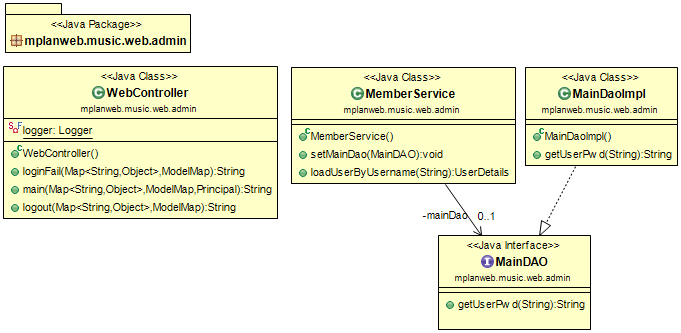 <<Java Package>>
mplanweb.music.web.admin
<<Java Class>>
WebController
mplanweb.music.web.admin
S F logger: Logger
C WebController()
loginFail(Map<String,Object>,ModelMap):String
main(Map<String,Object>,ModelMap,Principal):String
logout(Map<String,Object>,ModelMap):String
<<Java Class>>
MemberService
mplanweb.music.web.admin
C MemberService()
setMainDao(MainDAO):void
loadUserByUsername(String):UserDetails
<<Java Class>>
MainDaoImpl
mplanweb.music.web.admin
C MainDaoImpl()
getUserPwd(String):String
-mainDao 0..1
<<Java Interface>>
MainDAO
mplanweb.music.web.admin
getUserPwd(String):String